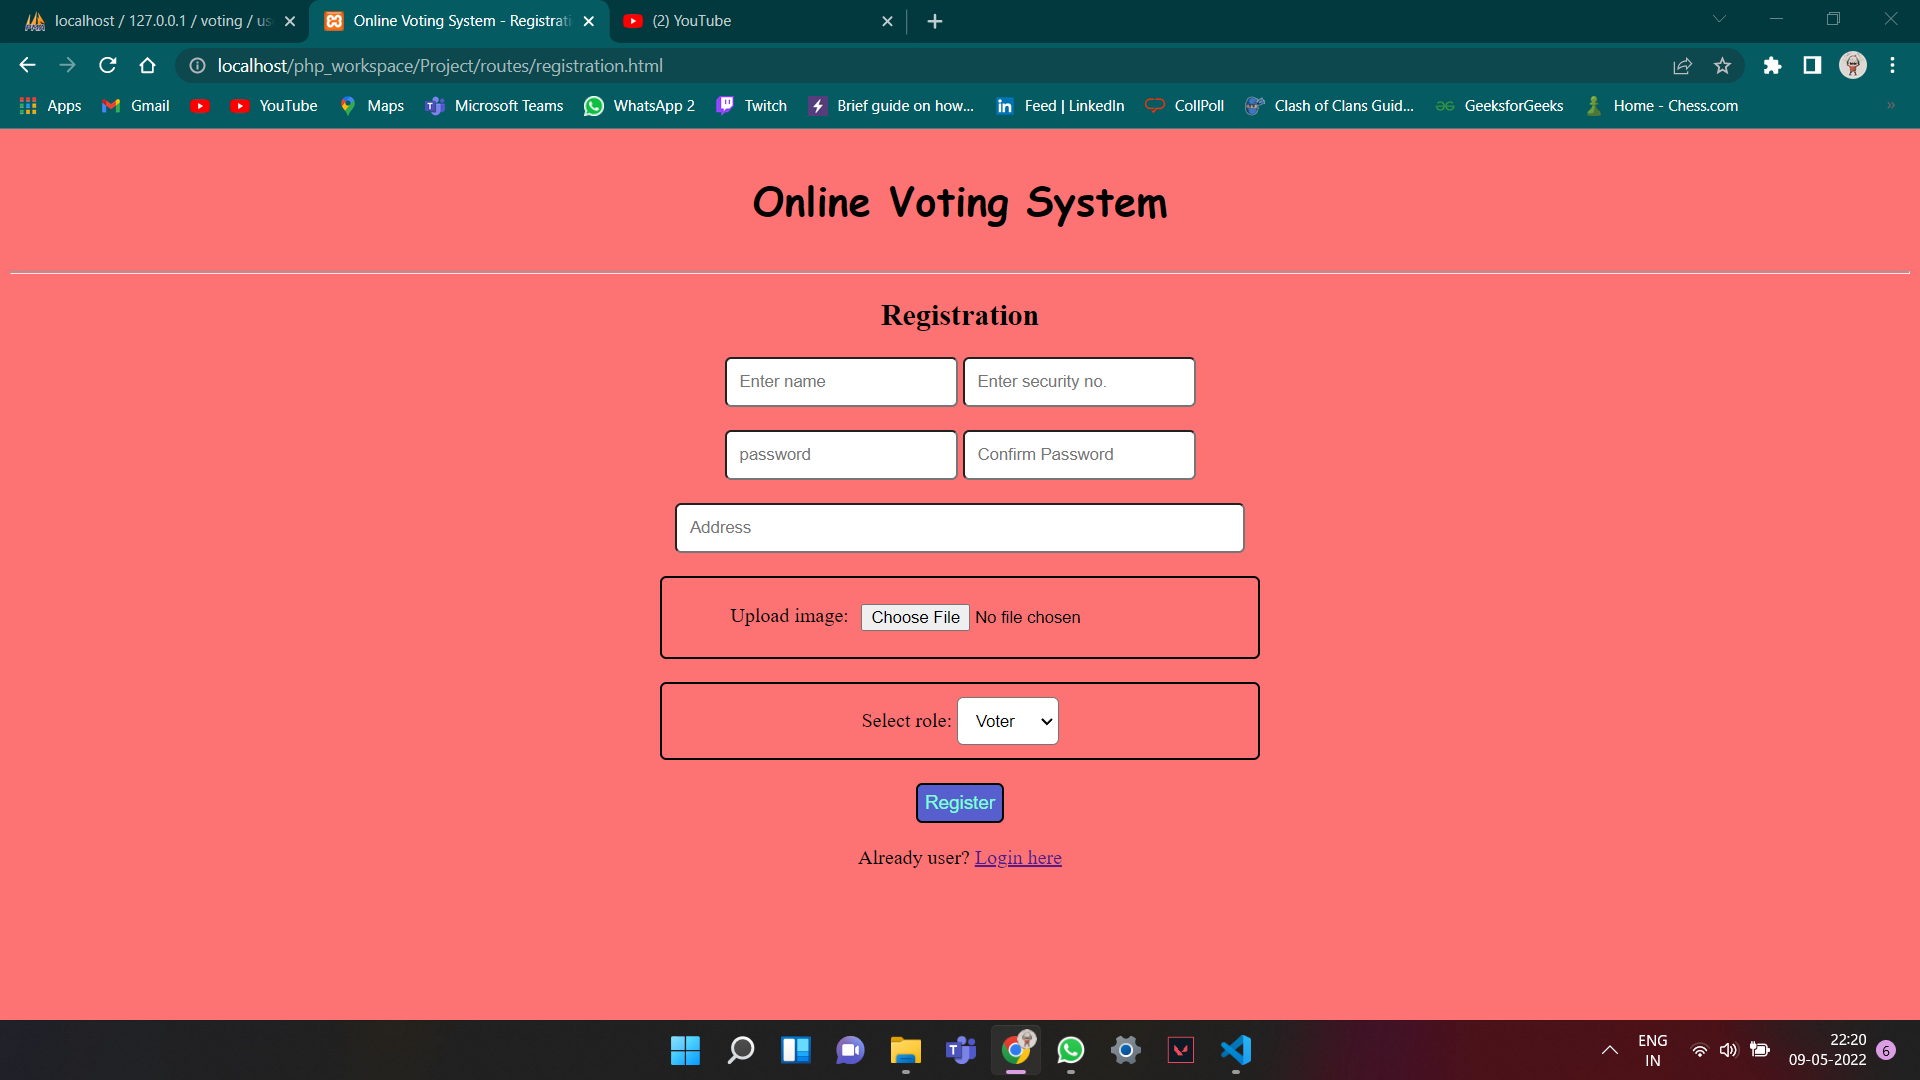 localhost / 127.0.0.1 / voting / us
Online Voting System - Registrati
(2) YouTube
localhost/php_workspace/Project/routes/registration.html
Apps
Gmail
YouTube
Maps
Microsoft Teams
WhatsApp 2
Twitch
Brief guide on how...
Feed | LinkedIn
CollPoll
Clash of Clans Guid...
GeeksforGeeks
Home - Chess.com
Online Voting System
Registration
Enter name
Enter security no.
password
Confirm Password
Address
Upload image: Choose File No file chosen
Select role: Voter
Register
Already user? Login here
ENG
IN
22:20
09-05-2022
6